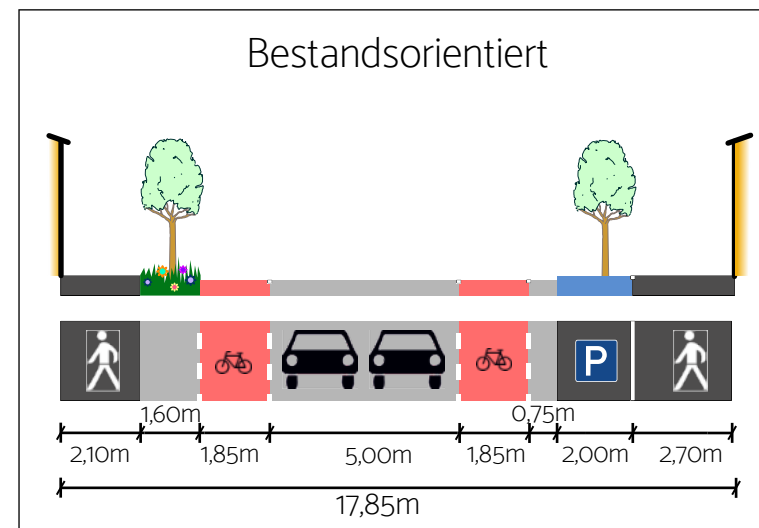 Bestandsorientiert
P
1,60m 0,75m
2,10m 1,85m 5,00m 1,85m 2,00m 2,70m
17,85m